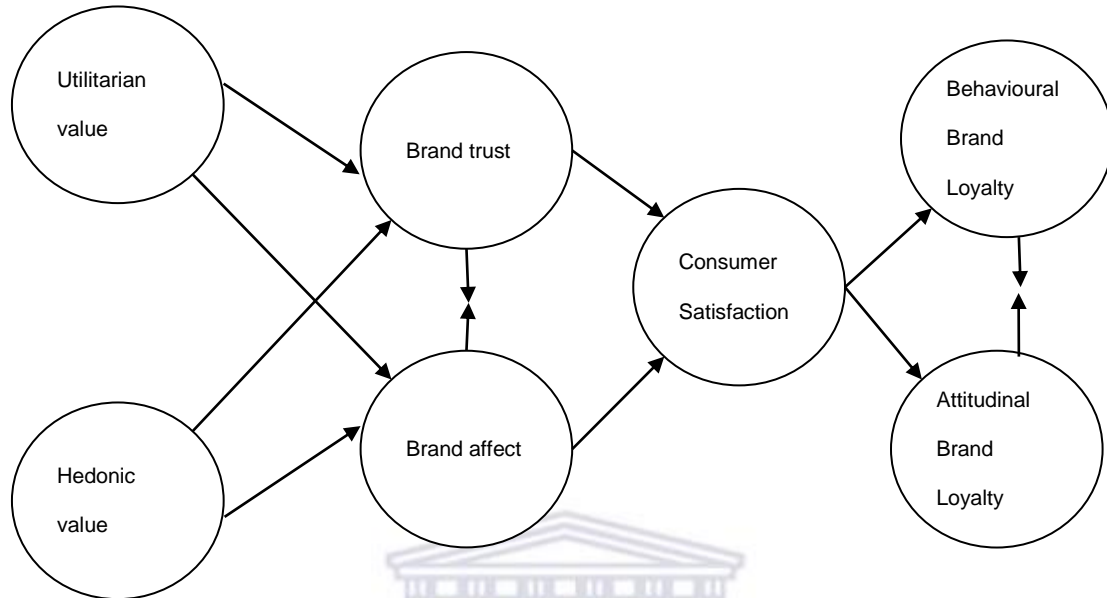 Utilitarian
value
Brand trust
Behavioural
Brand
Loyalty
Consumer
Satisfaction
Hedonic
value
Brand affect
Attitudinal
Brand
Loyalty